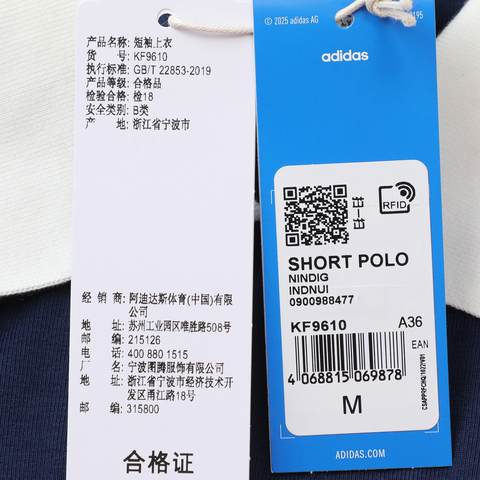 产品名称: 短袖上衣
货 号: KF9610
执行标准: GB/T 22853-2019
产品等级: 合格品
检验合格: 检18
安全类别: B类
产 地: 浙江省宁波市
经 销 商: 阿迪达斯体育(中国)有限
公司
地 址: 苏州工业园区唯胜路508号
邮 编: 215126
电 话: 400 880 1515
厂 名: 宁波图腾服饰有限公司
地 址: 浙江省宁波市经济技术开
发区甬江路18号
邮 编: 315800
合格证
© 2025 adidas AG
adidas
RFID
SHORT POLO
NINDIG
INDNUI
0900988477
KF9610 A36
EAN
4 068815 069878
M
ADIDAS.COM